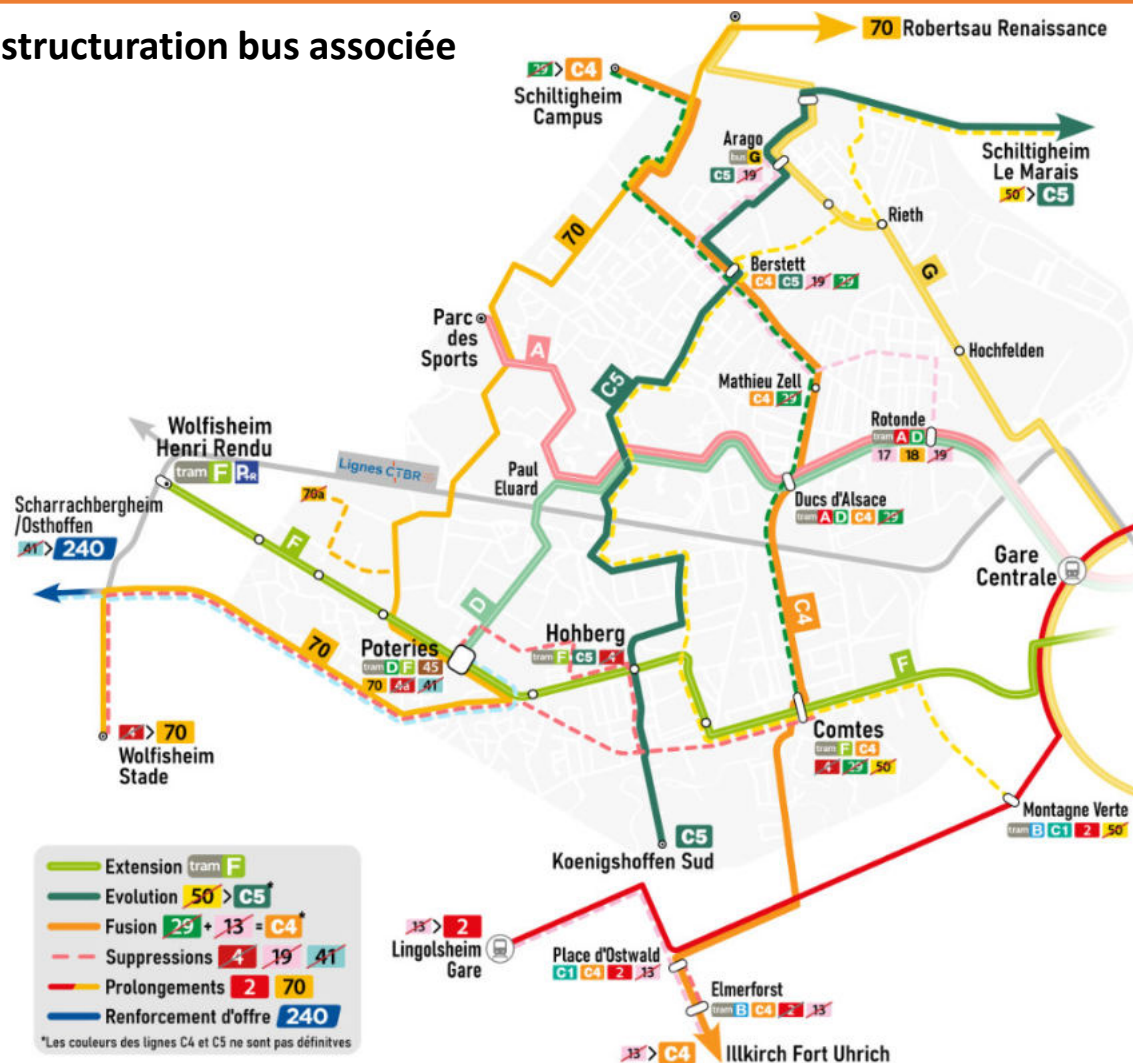 structuration bus associée
70 Robertsau Renaissance
29 > C4
Schiltigheim
Campus
Arago
bus G
C5 19
Schiltigheim
Le Marais
50 > C5
Rieth
70
G
Berstett
C4 C5 19 29
Parc
des
Sports
A
Hochfelden
C5
Mathieu Zell
C4 29
Wolfisheim
Henri Rendu
tram F P+R
Rotonde
tram A D
17 18 19
Lignes CTBR
Paul
Eluard
70a
Ducs d'Alsace
tram A D C4 29
Scharrachbergheim
/Osthoffen
41 > 240
F
Gare
Centrale
D
C4
70
Poteries
tram D F 45
70 4a 41
Hohberg
tram F C5 4
F
4 > 70
Wolfisheim
Stade
Comtes
tram F C4
4 29 50
Montagne Verte
tram B C1 2 50
C5
Koenigshoffen Sud
Extension tram F
Evolution 50 > C5*
Fusion 29 + 13 = C4*
Suppressions 4 19 41
Prolongements 2 70
Renforcement d'offre 240
*Les couleurs des lignes C4 et C5 ne sont pas définitves
13 > 2
Lingolsheim
Gare
Place d'Ostwald
C1 C4 2 13
Elmerforst
tram B C4 2 13
13 > C4 Illkirch Fort Uhrich